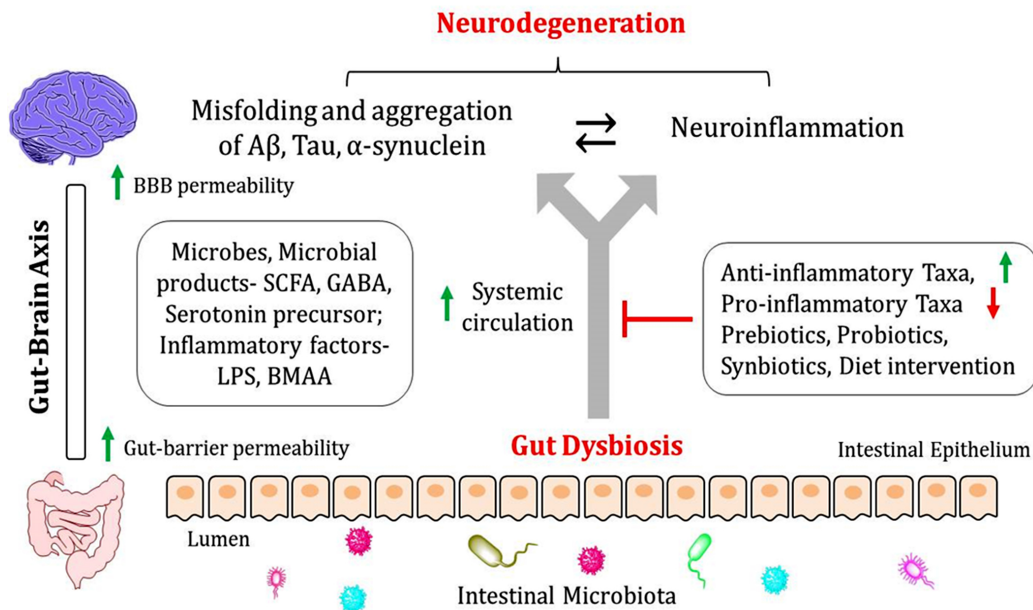 Neurodegeneration
Misfolding and aggregation
of Aβ, Tau, α-synuclein
Neuroinflammation
BBB permeability
Gut-Brain Axis
Microbes, Microbial
products- SCFA, GABA,
Serotonin precursor;
Inflammatory factors-
LPS, BMAA
Systemic
circulation
Anti-inflammatory Taxa,
Pro-inflammatory Taxa
Prebiotics, Probiotics,
Synbiotics, Diet intervention
Gut-barrier permeability
Gut Dysbiosis
Intestinal Epithelium
Lumen
Intestinal Microbiota